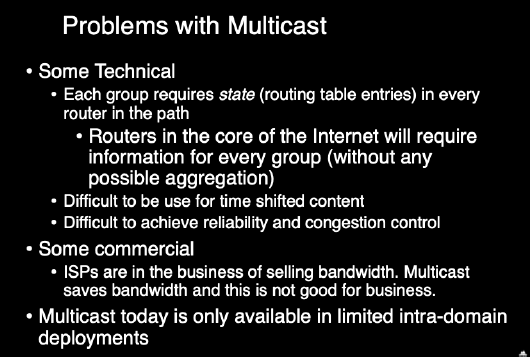 Problems with Multicast
• Some Technical
• Each group requires state (routing table entries) in every
router in the path
• Routers in the core of the Internet will require
information for every group (without any
possible aggregation)
• Difficult to be use for time shifted content
• Difficult to achieve reliability and congestion control
• Some commercial
• ISPs are in the business of selling bandwidth. Multicast
saves bandwidth and this is not good for business.
• Multicast today is only available in limited intra-domain
deployments